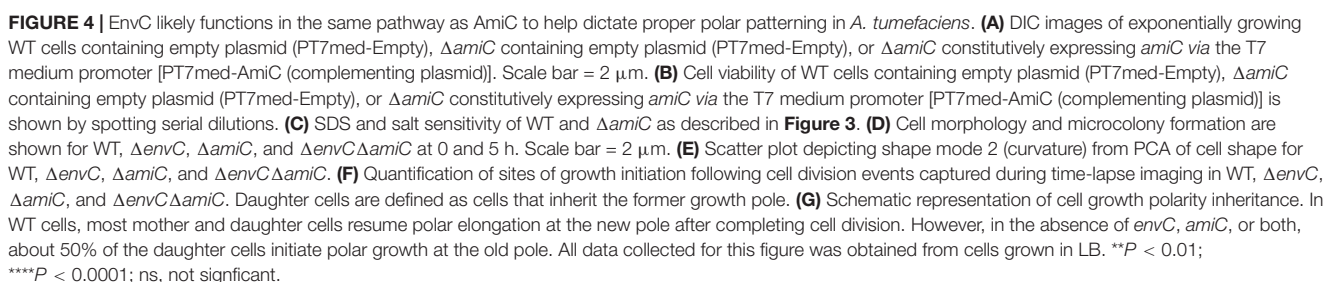 FIGURE 4 | EnvC likely functions in the same pathway as AmiC to help dictate proper polar patterning in A. tumefaciens. (A) DIC images of exponentially growing
WT cells containing empty plasmid (PT7med-Empty), ΔamiC containing empty plasmid (PT7med-Empty), or ΔamiC constitutively expressing amiC via the T7
medium promoter [PT7med-AmiC (complementing plasmid)]. Scale bar = 2 μm. (B) Cell viability of WT cells containing empty plasmid (PT7med-Empty), ΔamiC
containing empty plasmid (PT7med-Empty), or ΔamiC constitutively expressing amiC via the T7 medium promoter [PT7med-AmiC (complementing plasmid)] is
shown by spotting serial dilutions. (C) SDS and salt sensitivity of WT and ΔamiC as described in Figure 3. (D) Cell morphology and microcolony formation are
shown for WT, ΔenvC, ΔamiC, and ΔenvCΔamiC at 0 and 5 h. Scale bar = 2 μm. (E) Scatter plot depicting shape mode 2 (curvature) from PCA of cell shape for
WT, ΔenvC, ΔamiC, and ΔenvCΔamiC. (F) Quantification of sites of growth initiation following cell division events captured during time-lapse imaging in WT, ΔenvC,
ΔamiC, and ΔenvCΔamiC. Daughter cells are defined as cells that inherit the former growth pole. (G) Schematic representation of cell growth polarity inheritance. In
WT cells, most mother and daughter cells resume polar elongation at the new pole after completing cell division. However, in the absence of envC, amiC, or both,
about 50% of the daughter cells initiate polar growth at the old pole. All data collected for this figure was obtained from cells grown in LB. **P < 0.01;
****P < 0.0001; ns, not signficant.